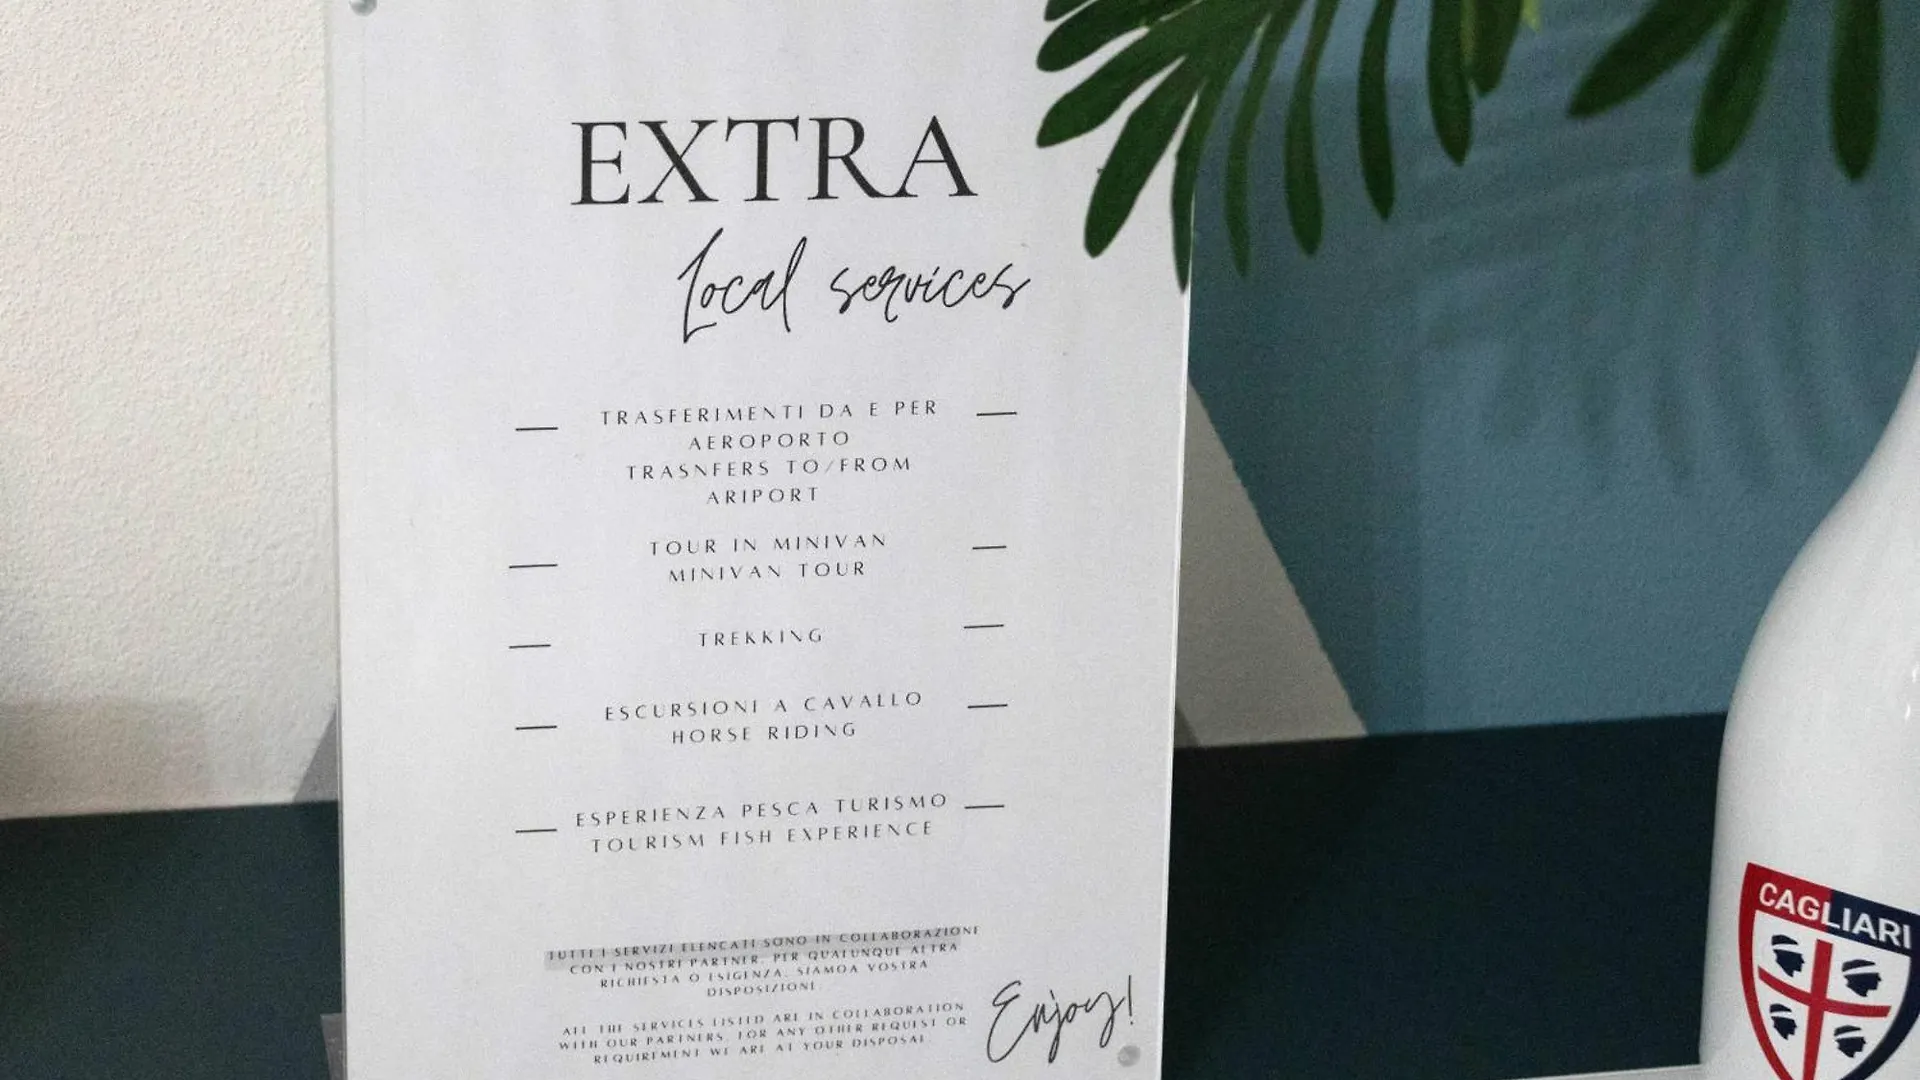 EXTRA
Local services
TRASFERIMENTI DA E PER
AEROPORTO
TRASNFERS TO/FROM
ARIPORT
TOUR IN MINIVAN
MINIVAN TOUR
TREKKING
ESCURSIONI A CAVALLO
HORSE RIDING
ESPERIENZA PESCA TURISMO
TOURISM FISH EXPERIENCE
TUTTI I SERVIZI ELENCATI SONO IN COLLABORAZIONE
CON I NOSTRI PARTNER. PER QUALUNQUE ALTRA
RICHIESTA O ESIGENZA, SIAMOA VOSTRA
DISPOSIZIONE.
ALL THE SERVICES LISTED ARE IN COLLABORATION
WITH OUR PARTNERS. FOR ANY OTHER REQUEST OR
REQUIREMENT WE ARE AT YOUR DISPOSAL.
Enjoy!
CAGLIARI